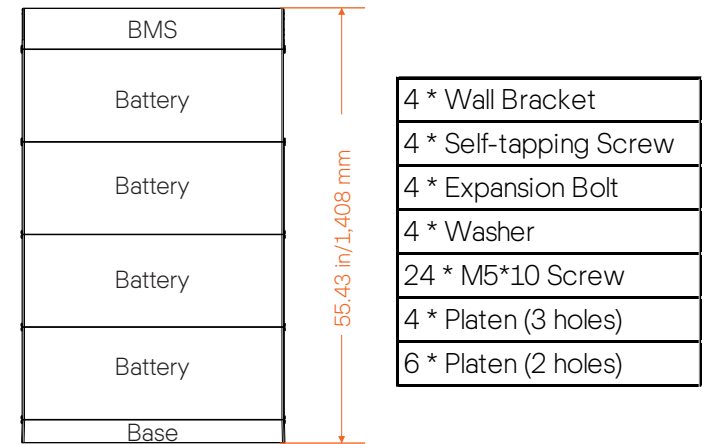 BMS
Battery
Battery
Battery
Battery
Base
55.43 in/1,408 mm
4 * Wall Bracket
4 * Self-tapping Screw
4 * Expansion Bolt
4 * Washer
24 * M5*10 Screw
4 * Platen (3 holes)
6 * Platen (2 holes)